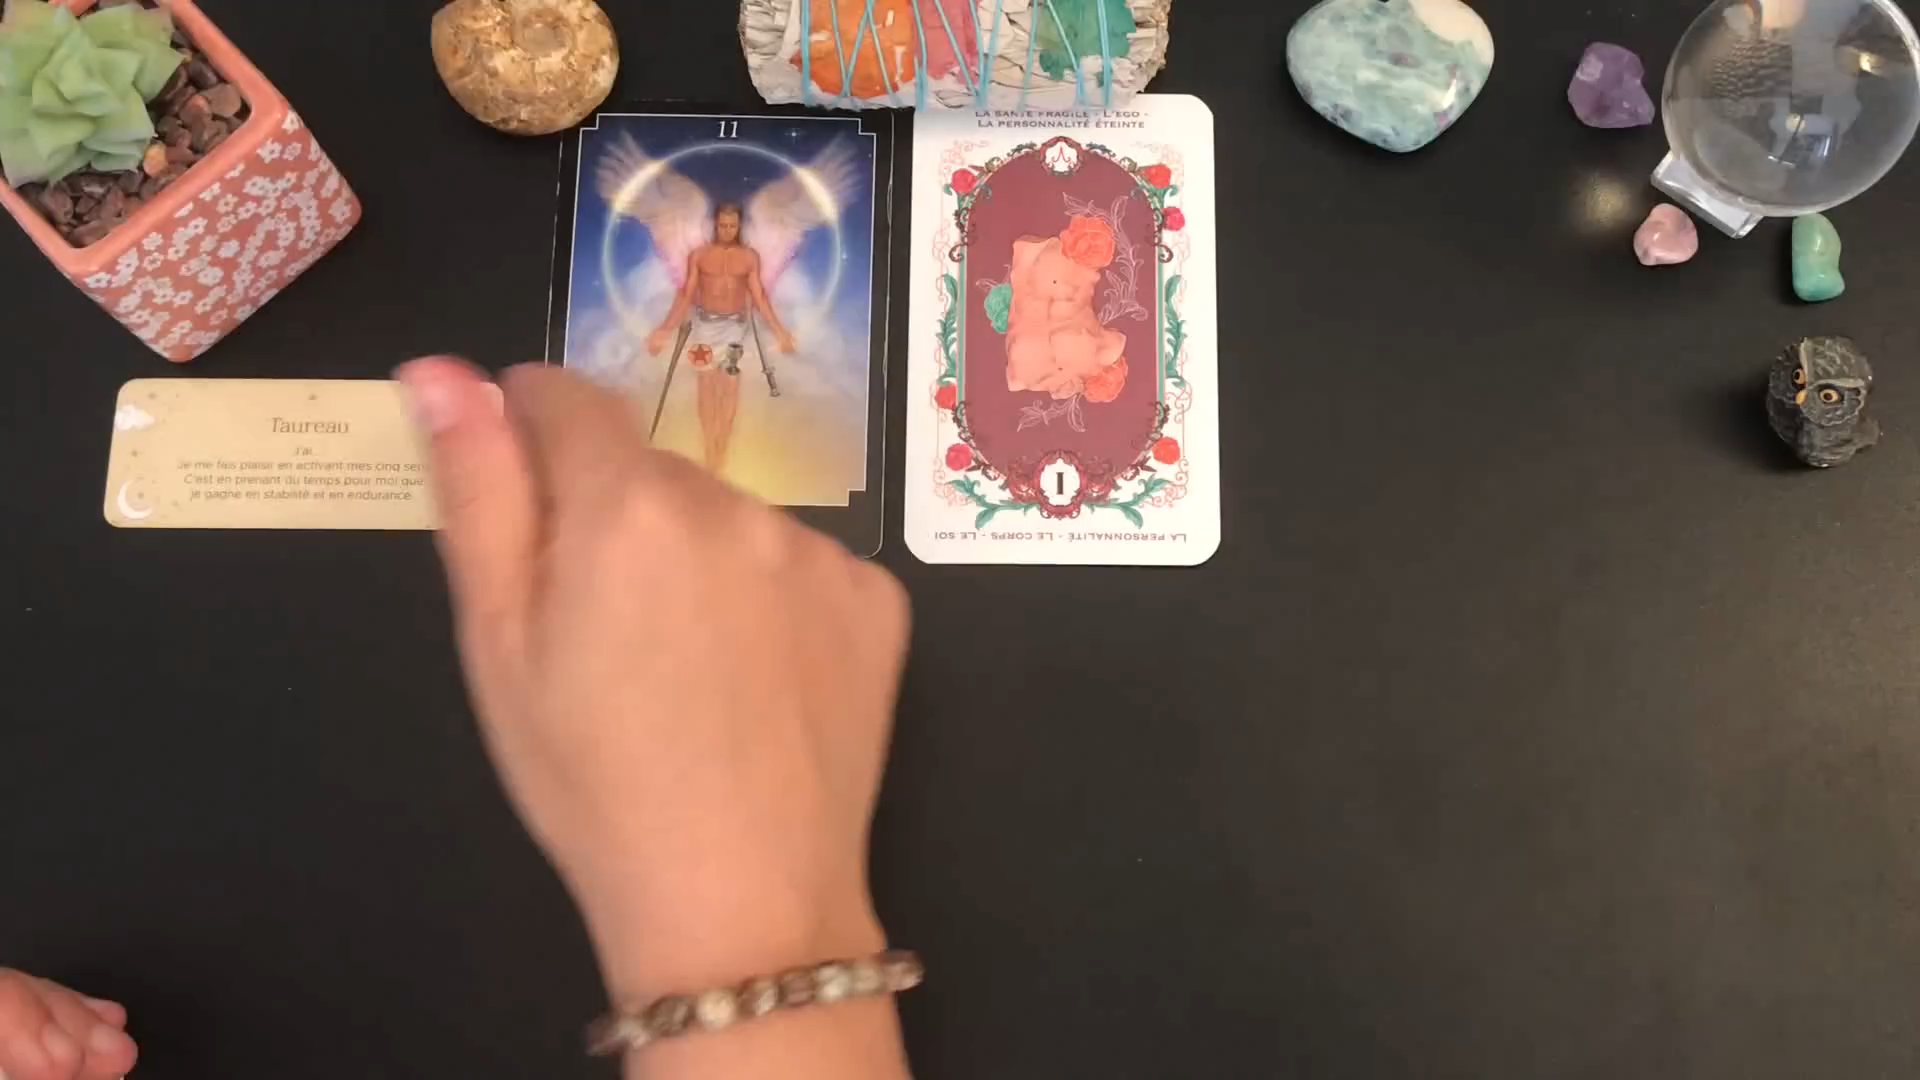 11
LA SANTÉ FRAGILE - L'EGO -
LA PERSONNALITÉ ÉTEINTE
Taureau
J'ai...
Je me fais plaisir en activant mes cinq
C'est en prenant du temps pour moi que
je gagne en stabilité et en endurance.
I
LA PERSONNALITÉ - LE CORPS - LE SOI